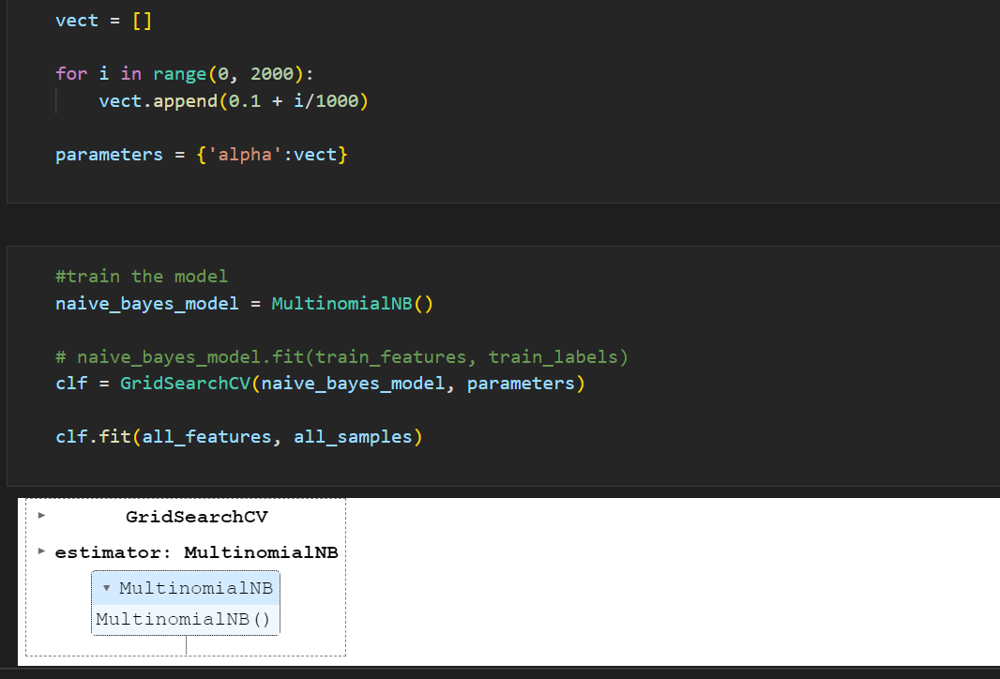 vect = []
for i in range(0, 2000):
vect.append(0.1 + i/1000)
parameters = {'alpha':vect}
#train the model
naive_bayes_model = MultinomialNB()
# naive_bayes_model.fit(train_features, train_labels)
clf = GridSearchCV(naive_bayes_model, parameters)
clf.fit(all_features, all_samples)
GridSearchCV
estimator: MultinomialNB
MultinomialNB
MultinomialNB()